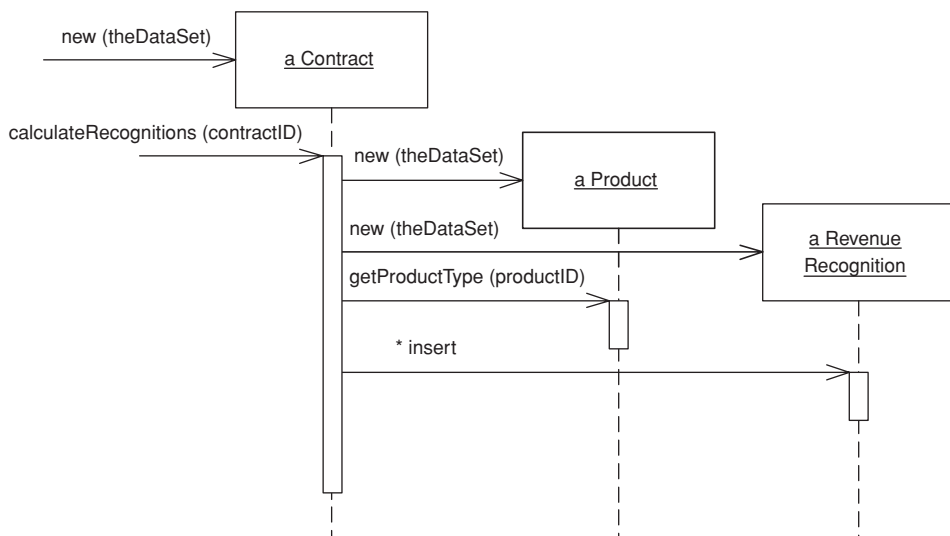 new (theDataSet)
a Contract
calculateRecognitions (contractID)
new (theDataSet)
a Product
new (theDataSet)
a Revenue
Recognition
getProductType (productID)
* insert